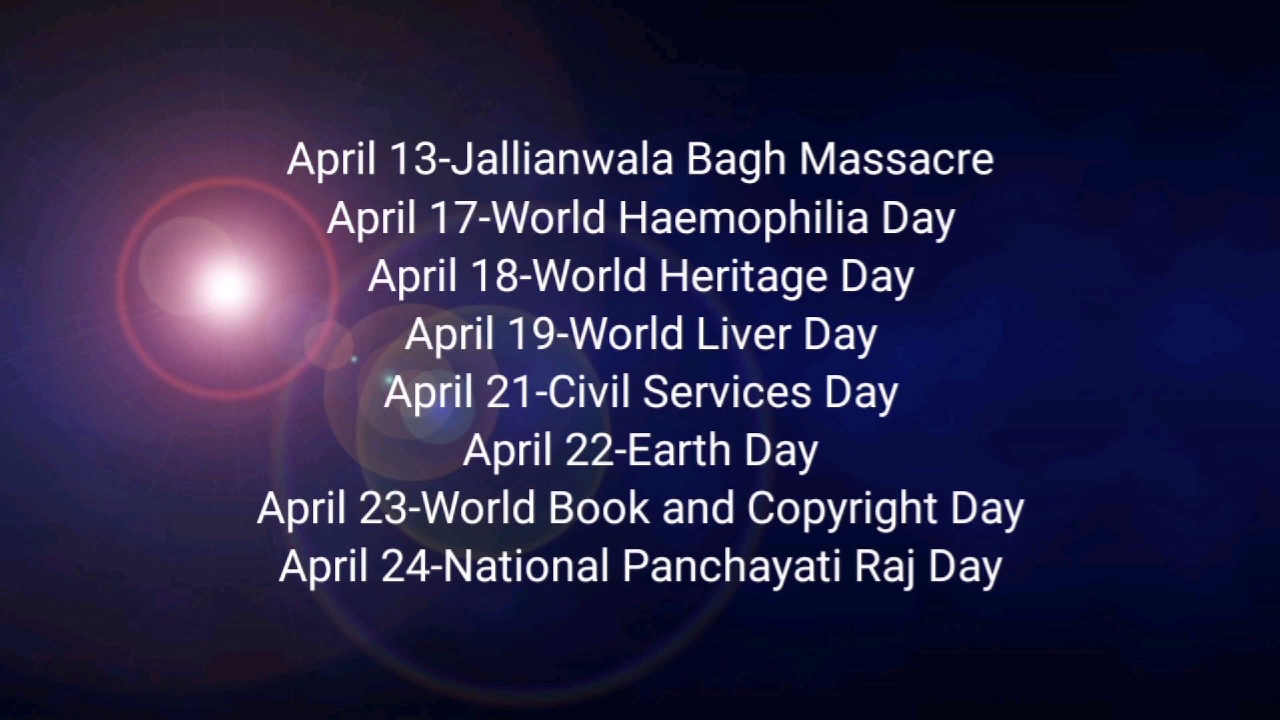 April 13-Jallianwala Bagh Massacre
April 17-World Haemophilia Day
April 18-World Heritage Day
April 19-World Liver Day
April 21-Civil Services Day
April 22-Earth Day
April 23-World Book and Copyright Day
April 24-National Panchayati Raj Day